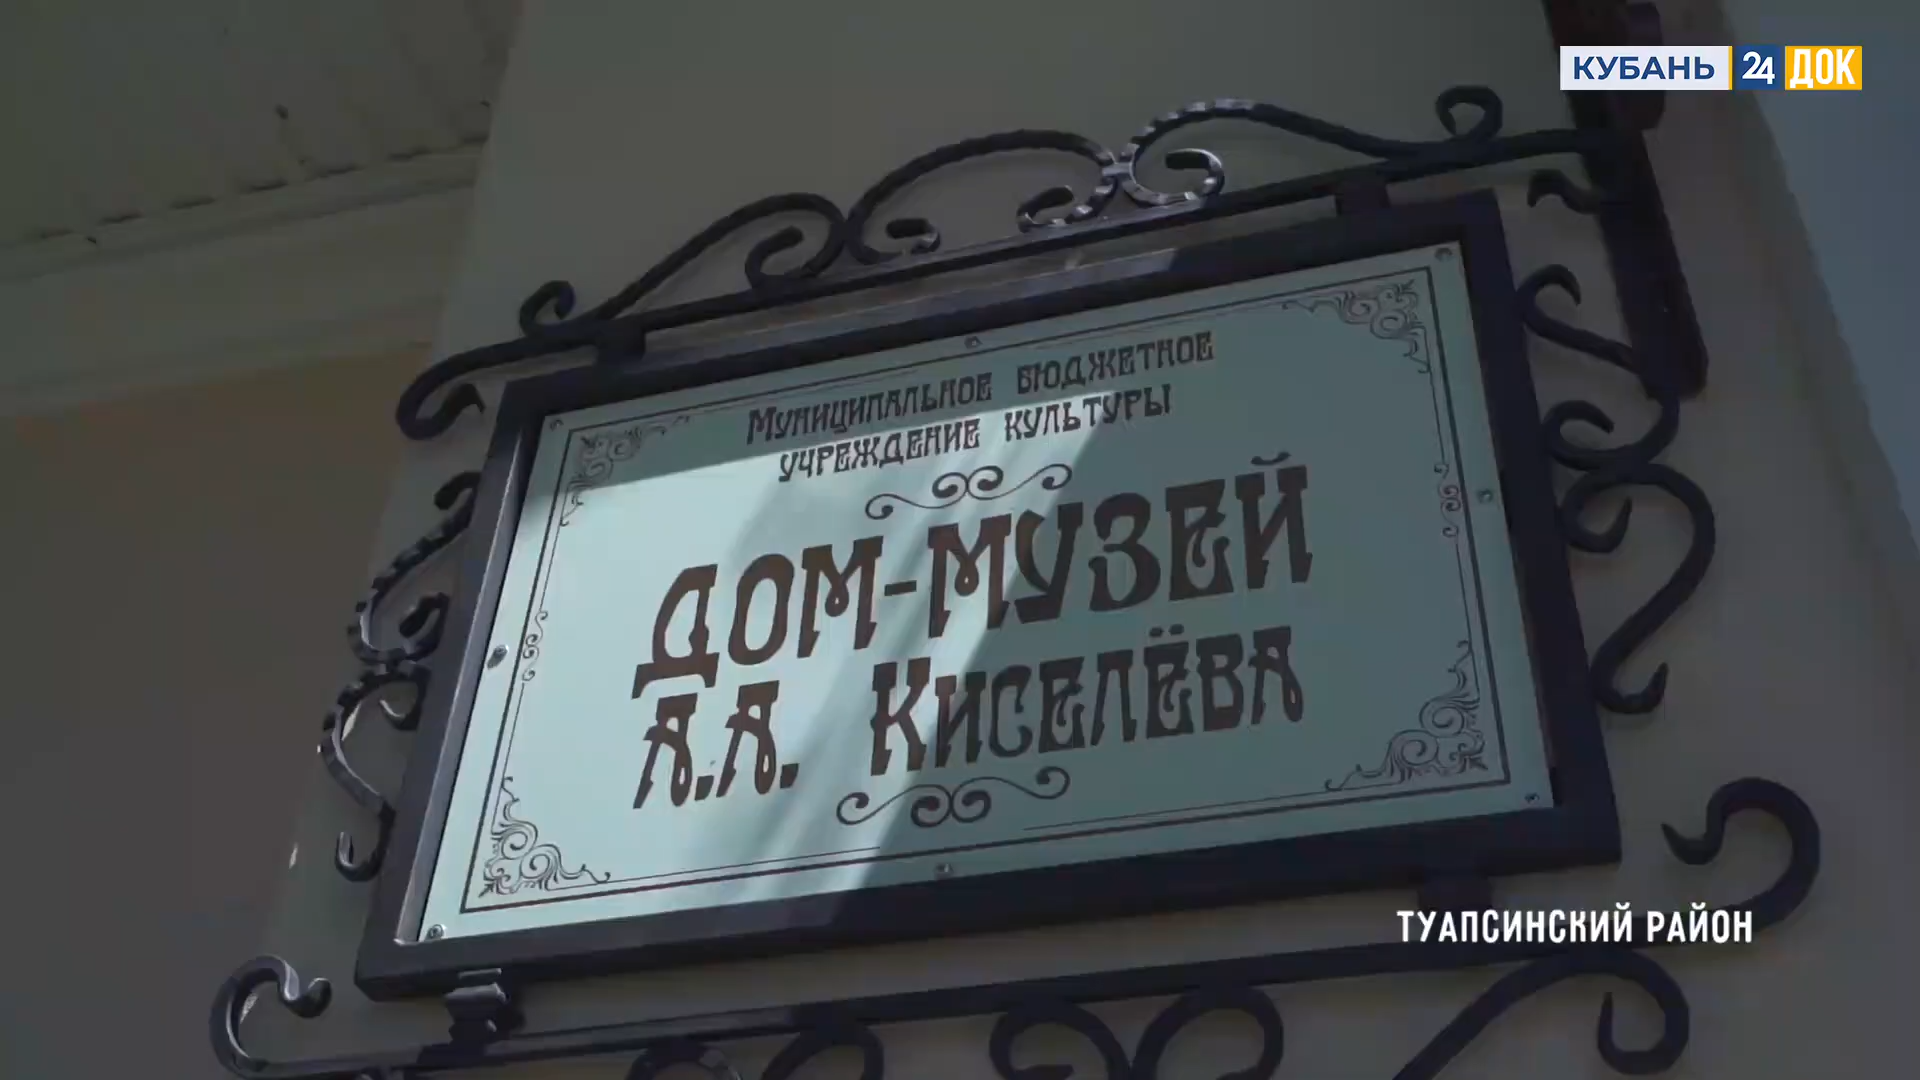 КУБАНЬ 24 ДОК
Муниципальное бюджетное
учреждение культуры
ДОМ-МУЗЕЙ
А.А. Киселёва
ТУАПСИНСКИЙ РАЙОН